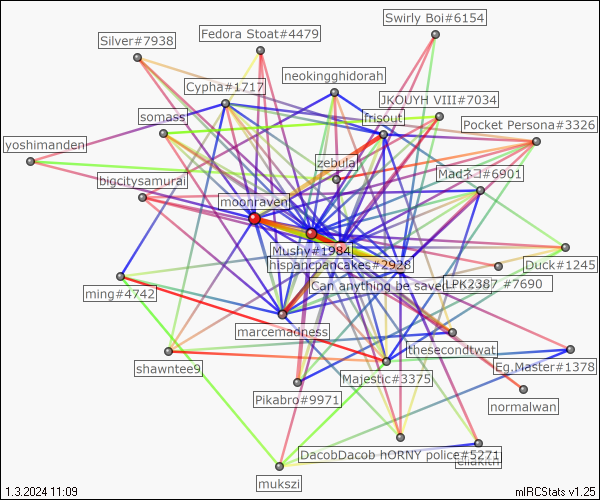 Swirly Boi#6154
Fedora Stoat#4479
Silver#7938
neokingghidorah
Cypha#1717
JKOUYH VIII#7034
somass
frisout
Pocket Persona#3326
yoshimanden
zebula
Madネコ#6901
bigcitysamurai
moonraven
Mushy#1984
hispancpancakes#2928
Duck#1245
Can anything be save
LPK2387 #7690
ming#4742
marcemadness
thesecondtwat
shawntee9
Majestic#3375
Eg.Master#1378
Pikabro#9971
normalwan
DacobDacob hORNY police#5271
mukszi
1.3.2024 11:09
mIRCStats v1.25